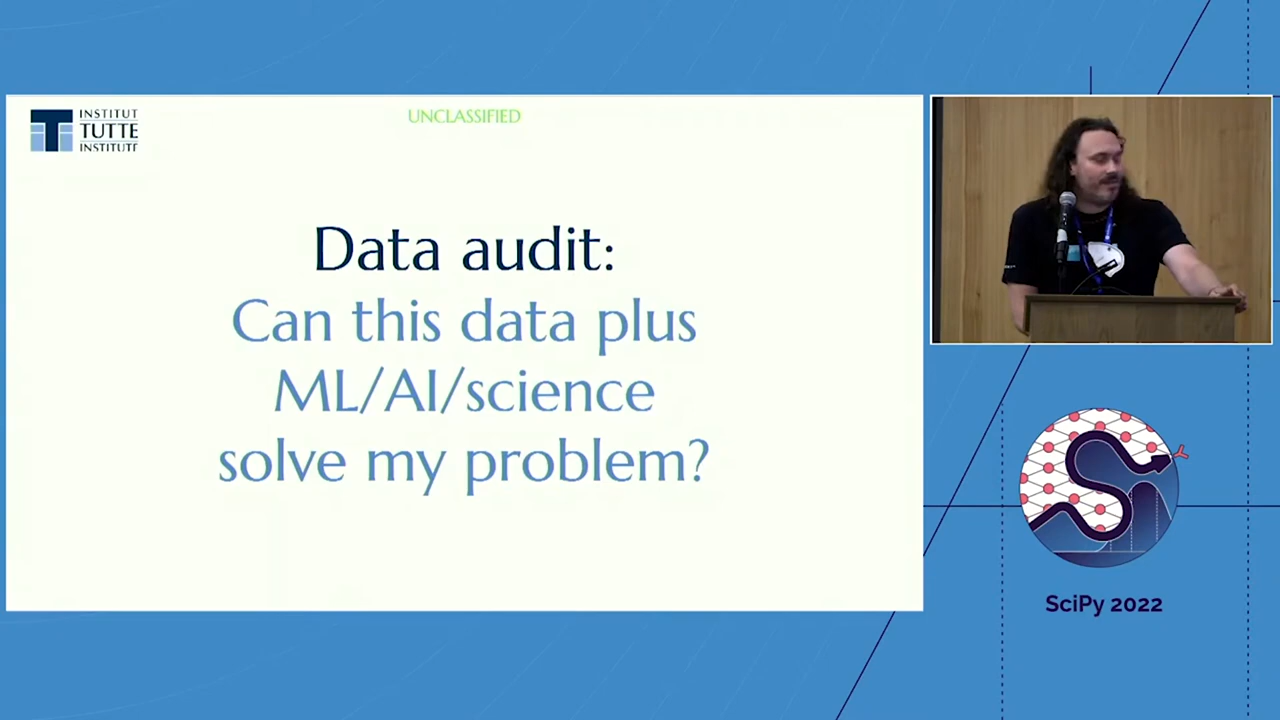 INSTITUT
TUTTE
INSTITUTE
UNCLASSIFIED
Data audit:
Can this data plus
ML/AI/science
solve my problem?
SciPy 2022